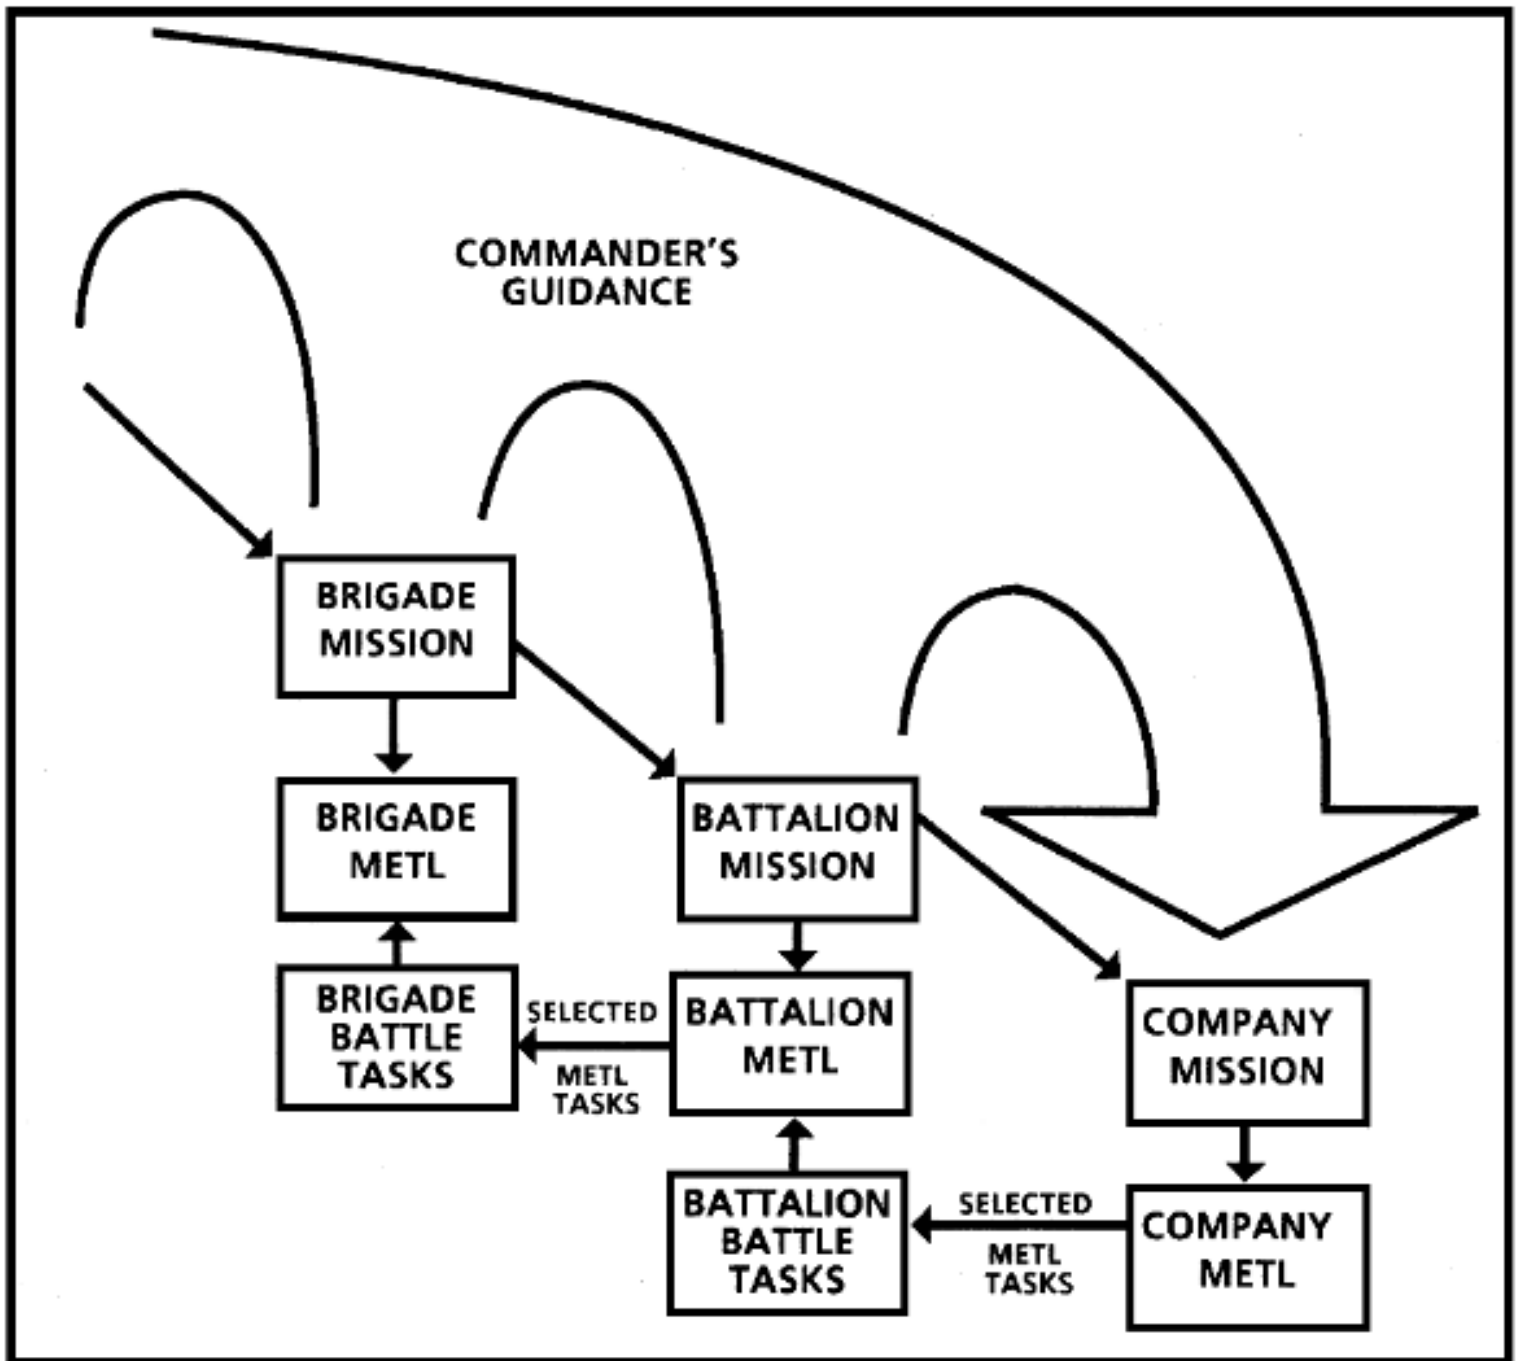 COMMANDER'S
GUIDANCE
BRIGADE
MISSION
BRIGADE
METL
BATTALION
MISSION
BRIGADE
BATTLE
TASKS
SELECTED
METL
TASKS
BATTALION
METL
COMPANY
MISSION
BATTALION
BATTLE
TASKS
SELECTED
METL
TASKS
COMPANY
METL